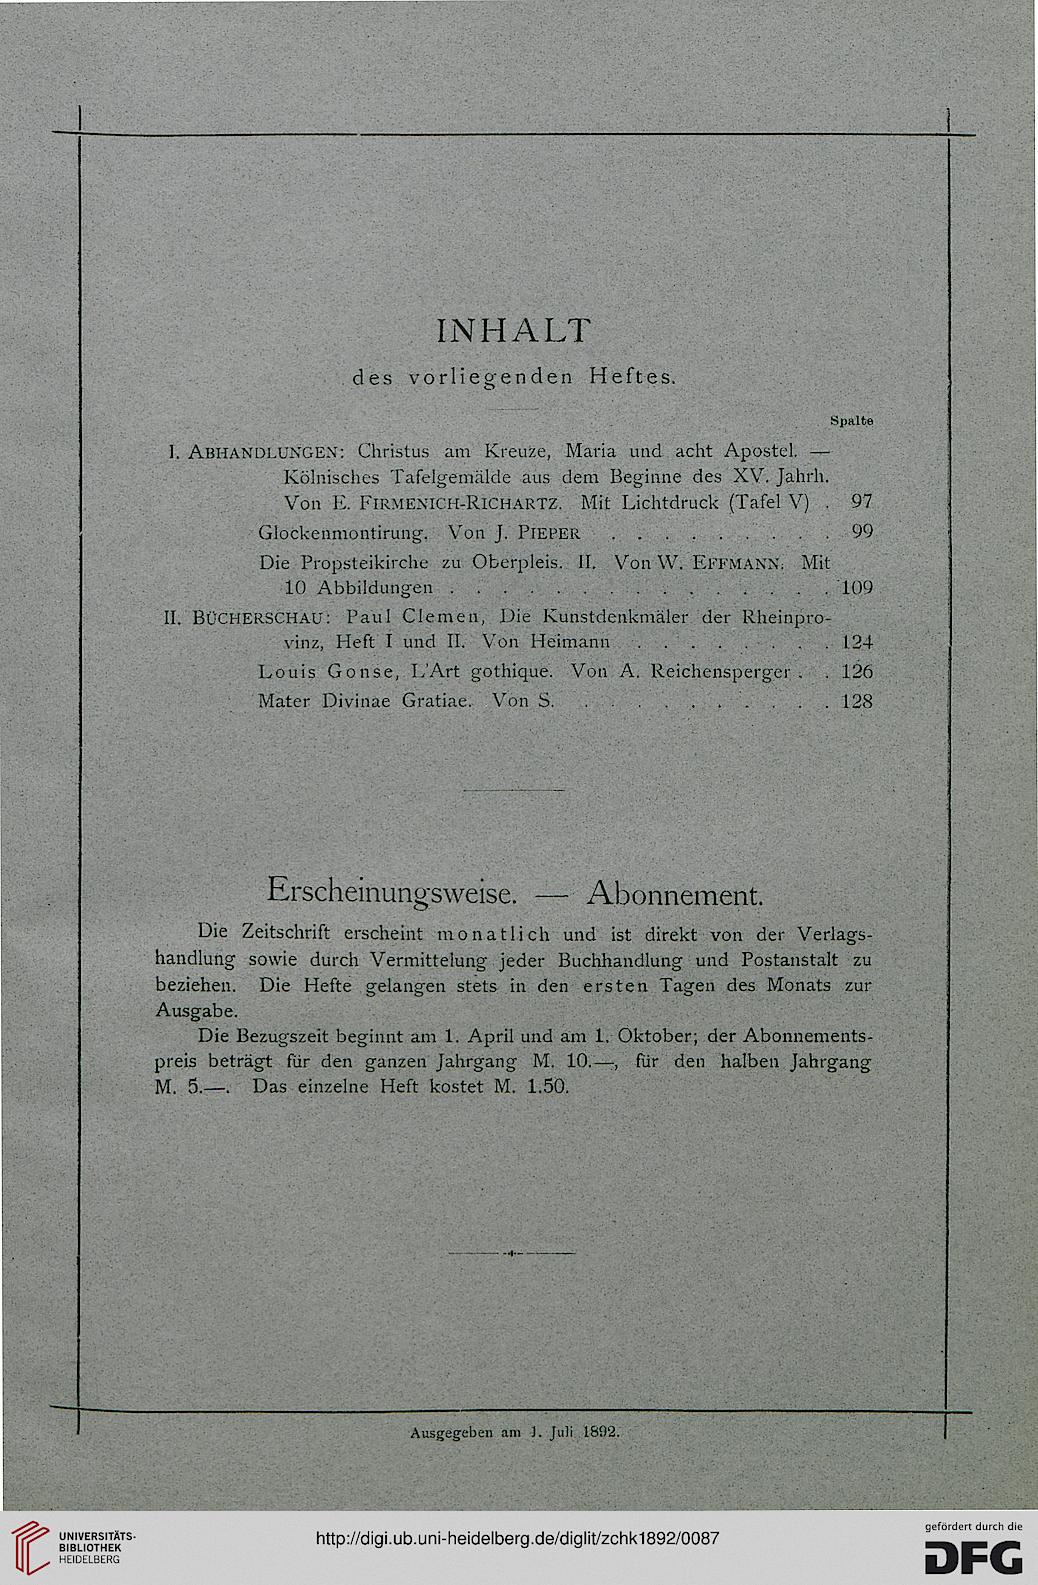 INHALT
des vorliegenden Heftes.
Spalte
I. ABHANDLUNGEN: Christus am Kreuze, Maria und acht Apostel. —
Kölnisches Tafelgemälde aus dem Beginne des XV. Jahrh.
Von E. FIRMENICH-RICHARTZ. Mit Lichtdruck (Tafel V) . 97
Glockenmontirung. Von J. PIEPER . . . . . . . . . 99
Die Propsteikirche zu Oberpleis. II. Von W. EFFMANN. Mit
10 Abbildungen . . . . . . . . . . . . . . . 109
II. BÜCHERSCHAU: Paul Clemen, Die Kunstdenkmäler der Rheinpro-
vinz, Heft I und II. Von Heimann . . . . . . . . 124
Louis Gonse, L'Art gothique. Von A. Reichensperger . . 126
Mater Divinae Gratiae. Von S. . . . . . . . . . . 128
Erscheinungsweise. — Abonnement.
Die Zeitschrift erscheint monatlich und ist direkt von der Verlags-
handlung sowie durch Vermittelung jeder Buchhandlung und Postanstalt zu
beziehen. Die Hefte gelangen stets in den ersten Tagen des Monats zur
Ausgabe.
Die Bezugszeit beginnt am 1. April und am 1. Oktober; der Abonnements-
preis beträgt für den ganzen Jahrgang M. 10.—, für den halben Jahrgang
M. 5.—. Das einzelne Heft kostet M. 1.50.
Ausgegeben am 1. Juli 1892.
UNIVERSITÄTS-
BIBLIOTHEK
HEIDELBERG
http://digi.ub.uni-heidelberg.de/diglit/zchk1892/0087
gefördert durch die
DFG